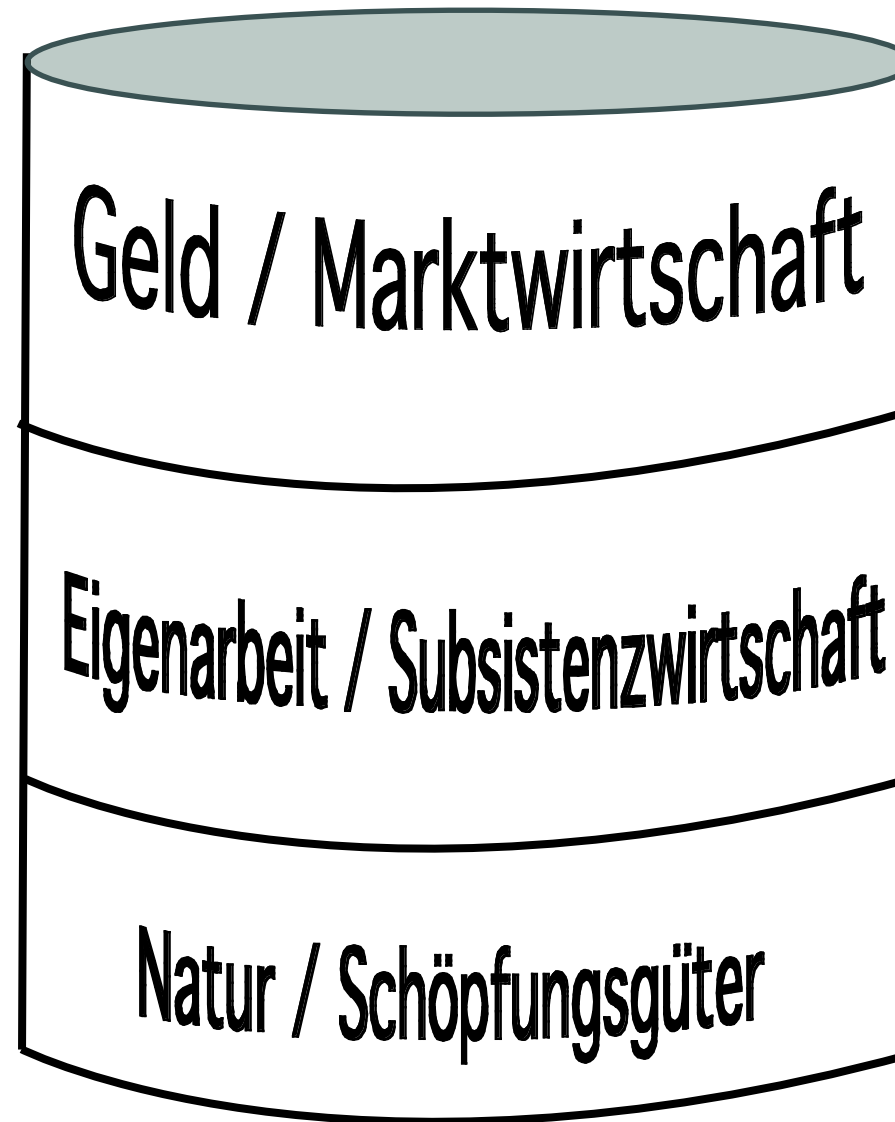 Geld / Marktwirtschaft
Eigenarbeit / Subsistenzwirtschaft
Natur / Schöpfungsgüter